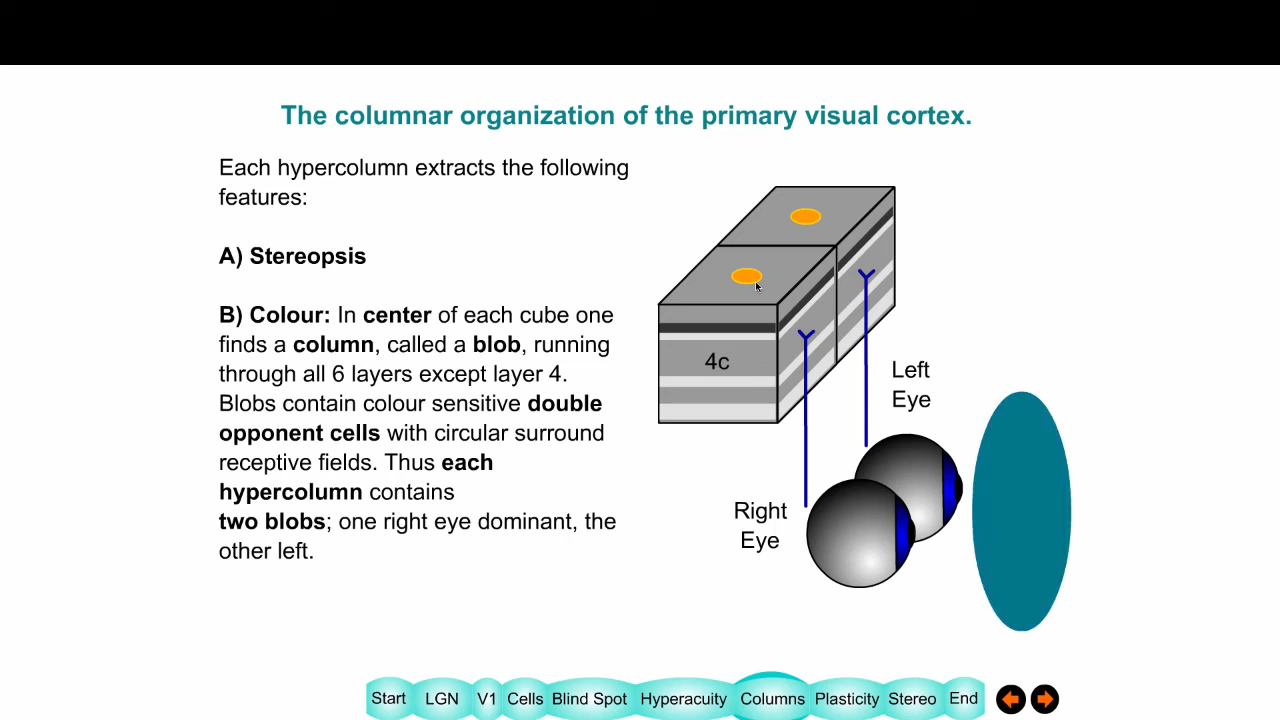 The columnar organization of the primary visual cortex.
Each hypercolumn extracts the following
features:
A) Stereopsis
B) Colour: In center of each cube one
finds a column, called a blob, running
through all 6 layers except layer 4.
Blobs contain colour sensitive double
opponent cells with circular surround
receptive fields. Thus each
hypercolumn contains
two blobs; one right eye dominant, the
other left.
4c
Left
Eye
Right
Eye
Start LGN V1 Cells Blind Spot Hyperacuity Columns Plasticity Stereo End